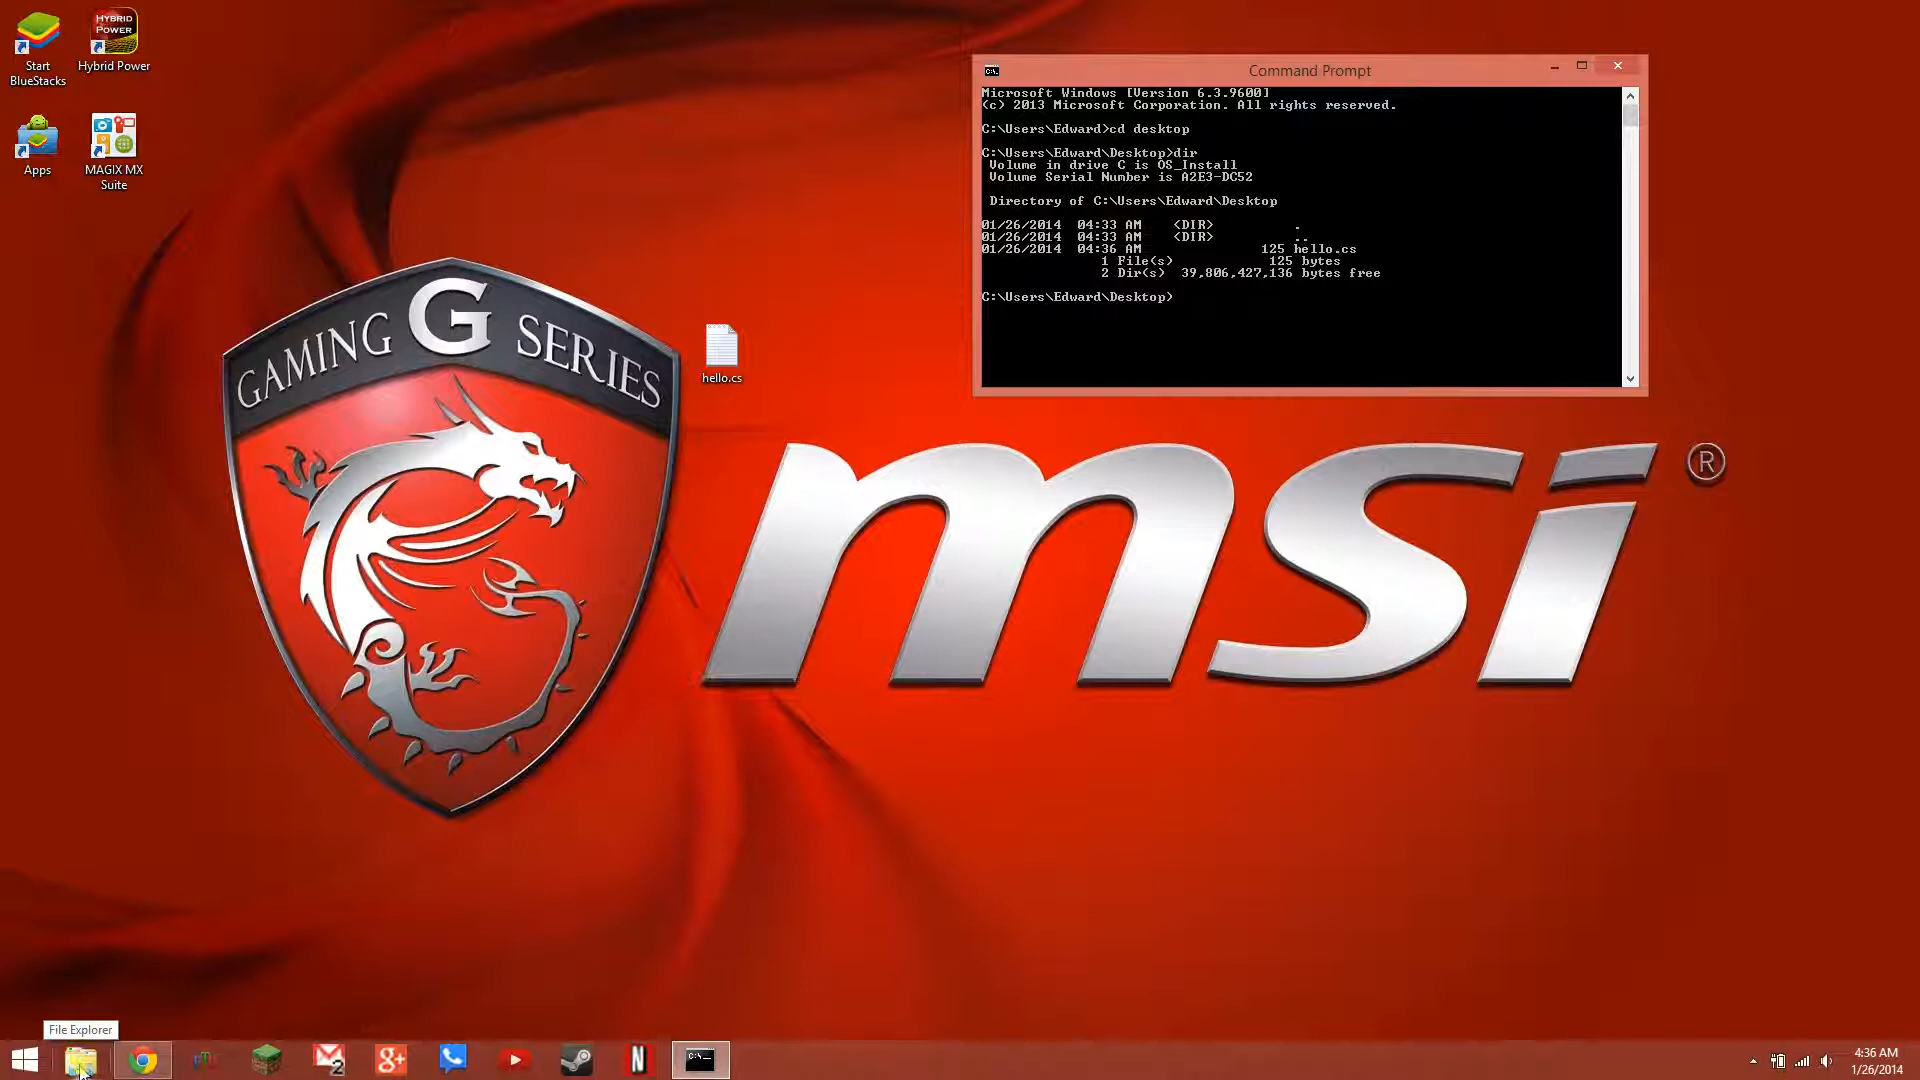 Start
BlueStacks
HYBRID
POWER
Hybrid Power
Apps
MAGIX MX
Suite
Command Prompt
Microsoft Windows [Version 6.3.9600]
(c) 2013 Microsoft Corporation. All rights reserved.
C:\Users\Edward>cd desktop
C:\Users\Edward\Desktop>dir
Volume in drive C is OS_Install
Volume Serial Number is A2E3-DC52
Directory of C:\Users\Edward\Desktop
01/26/2014  04:33 AM    <DIR>          .
01/26/2014  04:33 AM    <DIR>          ..
01/26/2014  04:36 AM               125 hello.cs
1 File(s)            125 bytes
2 Dir(s)  39,806,427,136 bytes free
C:\Users\Edward\Desktop>
GAMING G SERIES
hello.cs
msi ®
File Explorer
2
g+
N
C:\_
4:36 AM
1/26/2014